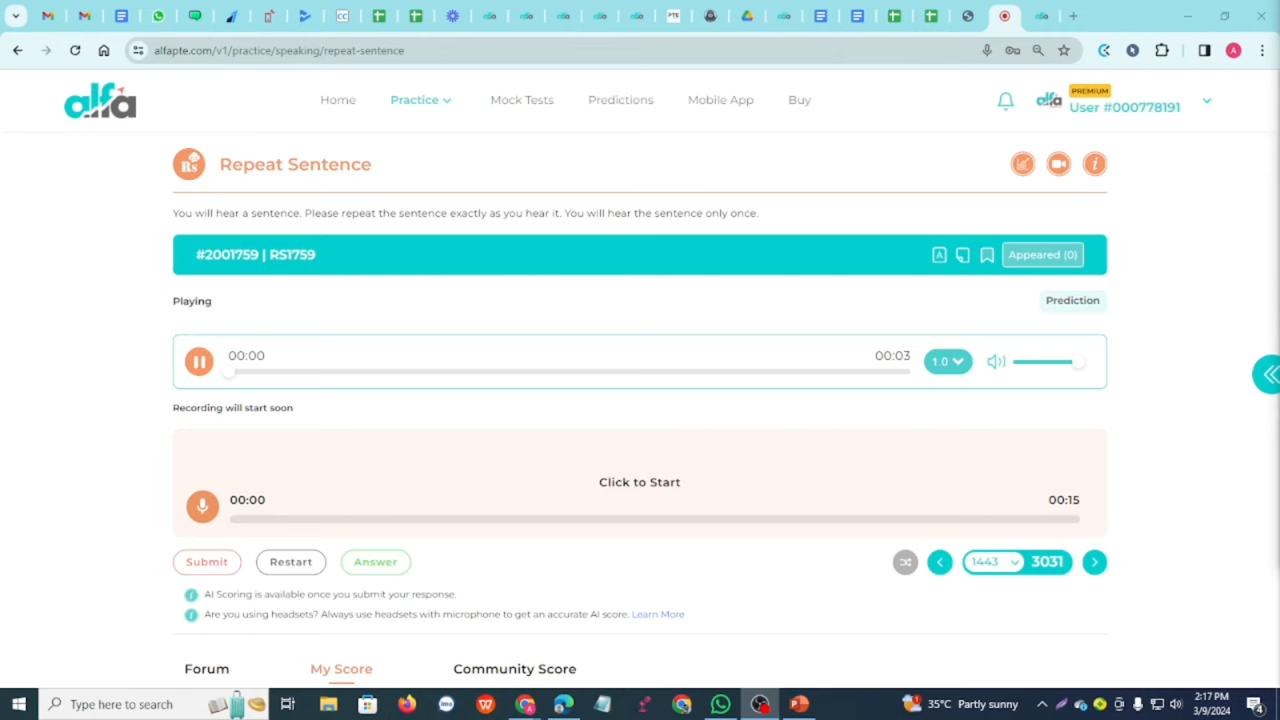 CC
PTE
alfapte.com/v1/practice/speaking/repeat-sentence
A
alfa
Home
Practice
Mock Tests
Predictions
Mobile App
Buy
alfa
PREMIUM
User #000778191
Rs
Repeat Sentence
You will hear a sentence. Please repeat the sentence exactly as you hear it. You will hear the sentence only once.
#2001759 | RS1759
A
Appeared (0)
Playing
Prediction
00:00
00:03
1.0
Recording will start soon
Click to Start
00:00
00:15
Submit
Restart
Answer
1443
3031
AI Scoring is available once you submit your response.
Are you using headsets? Always use headsets with microphone to get an accurate AI score. Learn More
Forum
My Score
Community Score
Type here to search
35°C Partly sunny
2:17 PM
3/9/2024
4